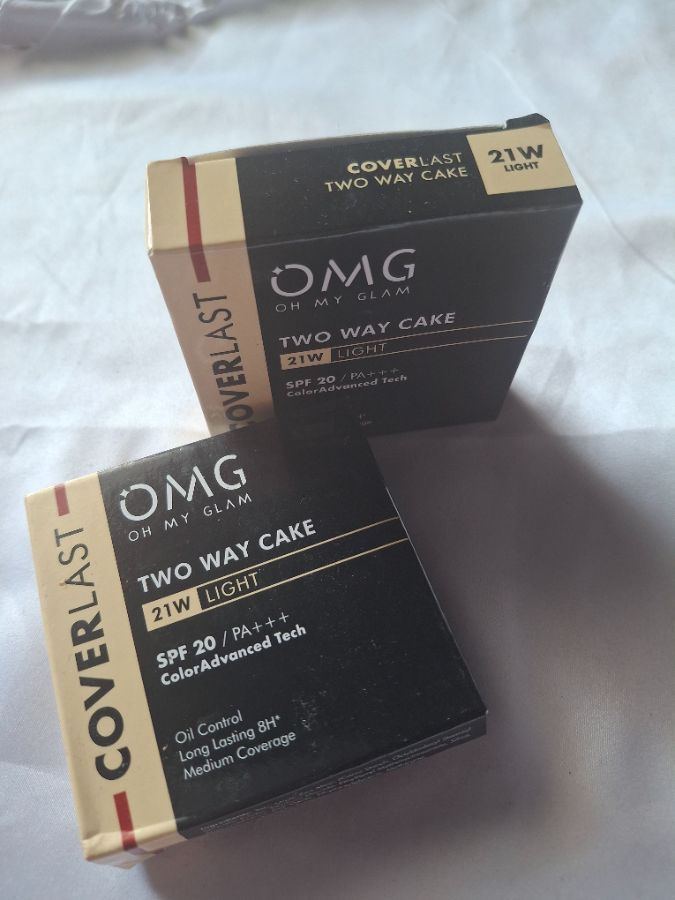 COVERLAST
TWO WAY CAKE
21W
LIGHT
COVERLAST
OMG
OH MY GLAM
TWO WAY CAKE
21W LIGHT
SPF 20 / PA+++
ColorAdvanced Tech
COVERLAST
OMG
OH MY GLAM
TWO WAY CAKE
21W LIGHT
SPF 20 / PA+++
ColorAdvanced Tech
Oil Control
Long Lasting 8H*
Medium Coverage